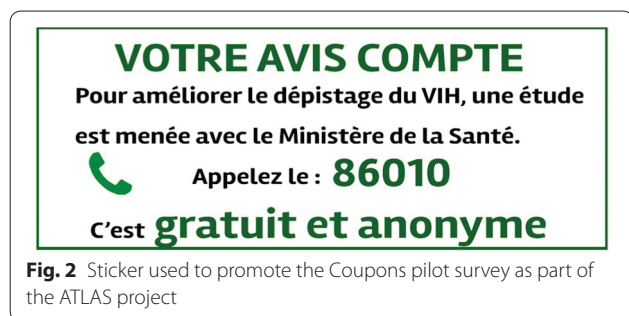 VOTRE AVIS COMPTE
Pour améliorer le dépistage du VIH, une étude
est menée avec le Ministère de la Santé.
Appelez le : 86010
C’est gratuit et anonyme
Fig. 2 Sticker used to promote the Coupons pilot survey as part of
the ATLAS project